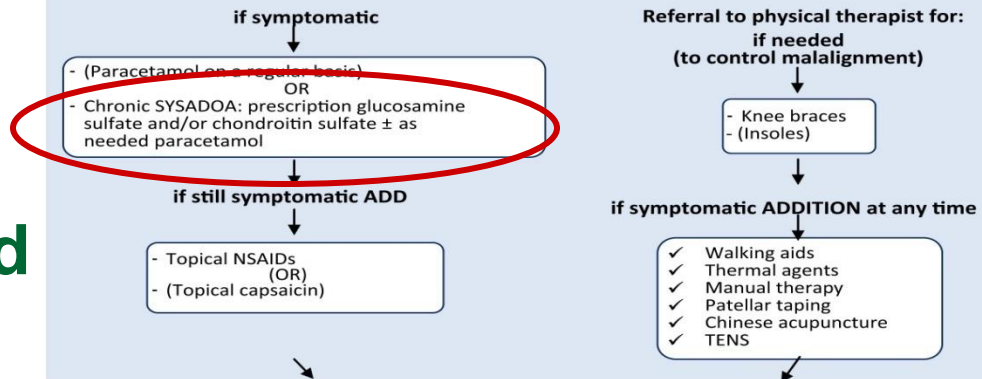 if symptomatic
- (Paracetamol on a regular basis)
OR
- Chronic SYSADOA: prescription glucosamine
sulfate and/or chondroitin sulfate ± as
needed paracetamol
if still symptomatic ADD
- Topical NSAIDs
(OR)
- (Topical capsaicin)
d
Referral to physical therapist for:
if needed
(to control malalignment)
- Knee braces
- (Insoles)
if symptomatic ADDITION at any time
✓ Walking aids
✓ Thermal agents
✓ Manual therapy
✓ Patellar taping
✓ Chinese acupuncture
✓ TENS